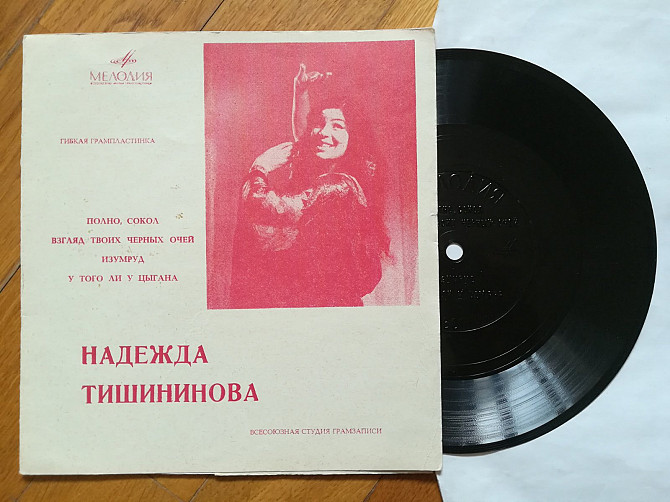 МЕЛОДИЯ
ГИБКАЯ ГРАМПЛАСТИНКА
ПОЛНО, СОКОЛ
ВЗГЛЯД ТВОИХ ЧЕРНЫХ ОЧЕЙ
ИЗУМРУД
У ТОГО ЛИ У ЦЫГАНА
НАДЕЖДА
ТИШИНИНОВА
ВСЕСОЮЗНАЯ СТУДИЯ ГРАМЗАПИСИ